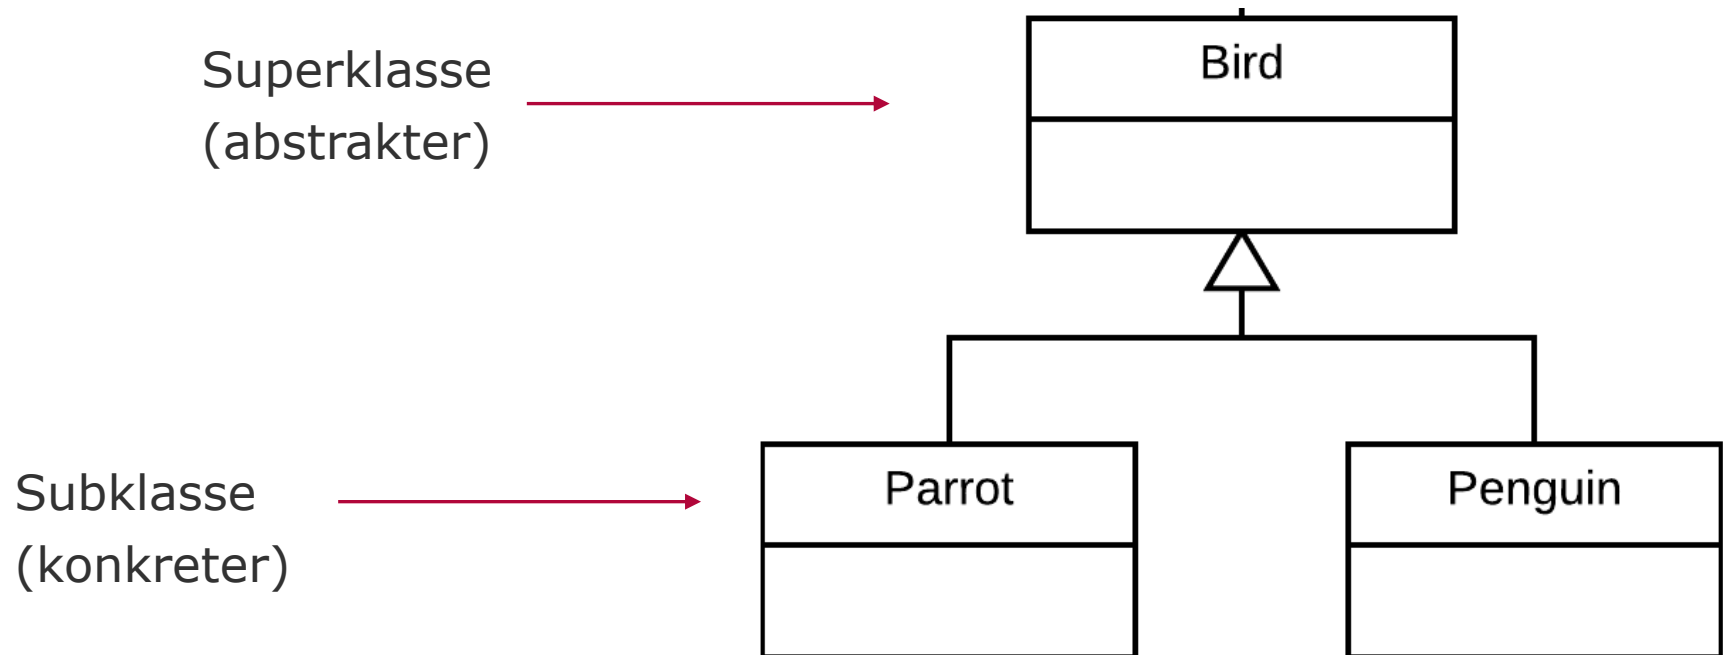 Superklasse
(abstrakter)
Bird
Subklasse
(konkreter)
Parrot
Penguin